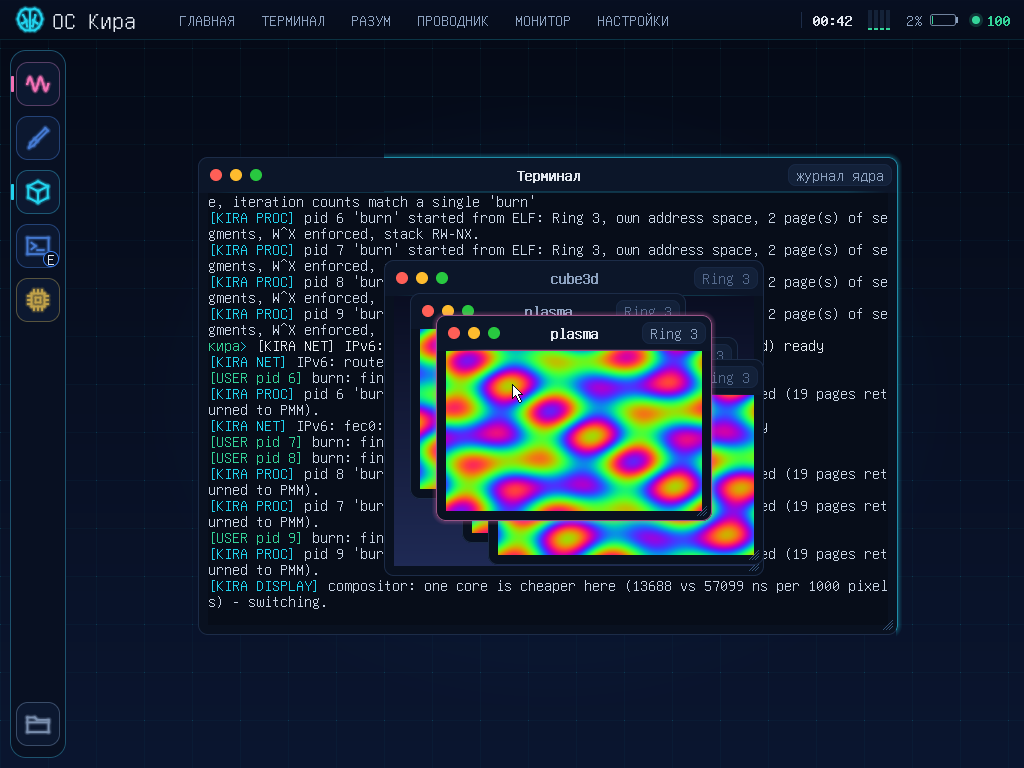 ОС Кира
ГЛАВНАЯ ТЕРМИНАЛ РАЗУМ ПРОВОДНИК МОНИТОР НАСТРОЙКИ
00:42 2% 100
E
Терминал журнал ядра
e, iteration counts match a single 'burn'
[KIRA PROC] pid 6 'burn' started from ELF: Ring 3, own address space, 2 page(s) of se
gments, W^X enforced, stack RW-NX.
[KIRA PROC] pid 7 'burn' started from ELF: Ring 3, own address space, 2 page(s) of se
gments, W^X enforced,
[KIRA PROC] pid 8 'bur 2 page(s) of se
gments, W^X enforced,
[KIRA PROC] pid 9 'bur 2 page(s) of se
gments, W^X enforced,
кира> [KIRA NET] IPv6: d) ready
[KIRA NET] IPv6: route
[USER pid 6] burn: fin
[KIRA PROC] pid 6 'bur ed (19 pages ret
urned to PMM).
[KIRA NET] IPv6: fec0: y
[USER pid 7] burn: fin
[USER pid 8] burn: fin
[KIRA PROC] pid 8 'bur ed (19 pages ret
urned to PMM).
[KIRA PROC] pid 7 'bur ed (19 pages ret
urned to PMM).
[USER pid 9] burn: fin
[KIRA PROC] pid 9 'bur ed (19 pages ret
urned to PMM).
[KIRA DISPLAY] compositor: one core is cheaper here (13688 vs 57099 ns per 1000 pixel
s) - switching.
cube3d Ring 3
plasma Ring 3
plasma Ring 3
3
ing 3